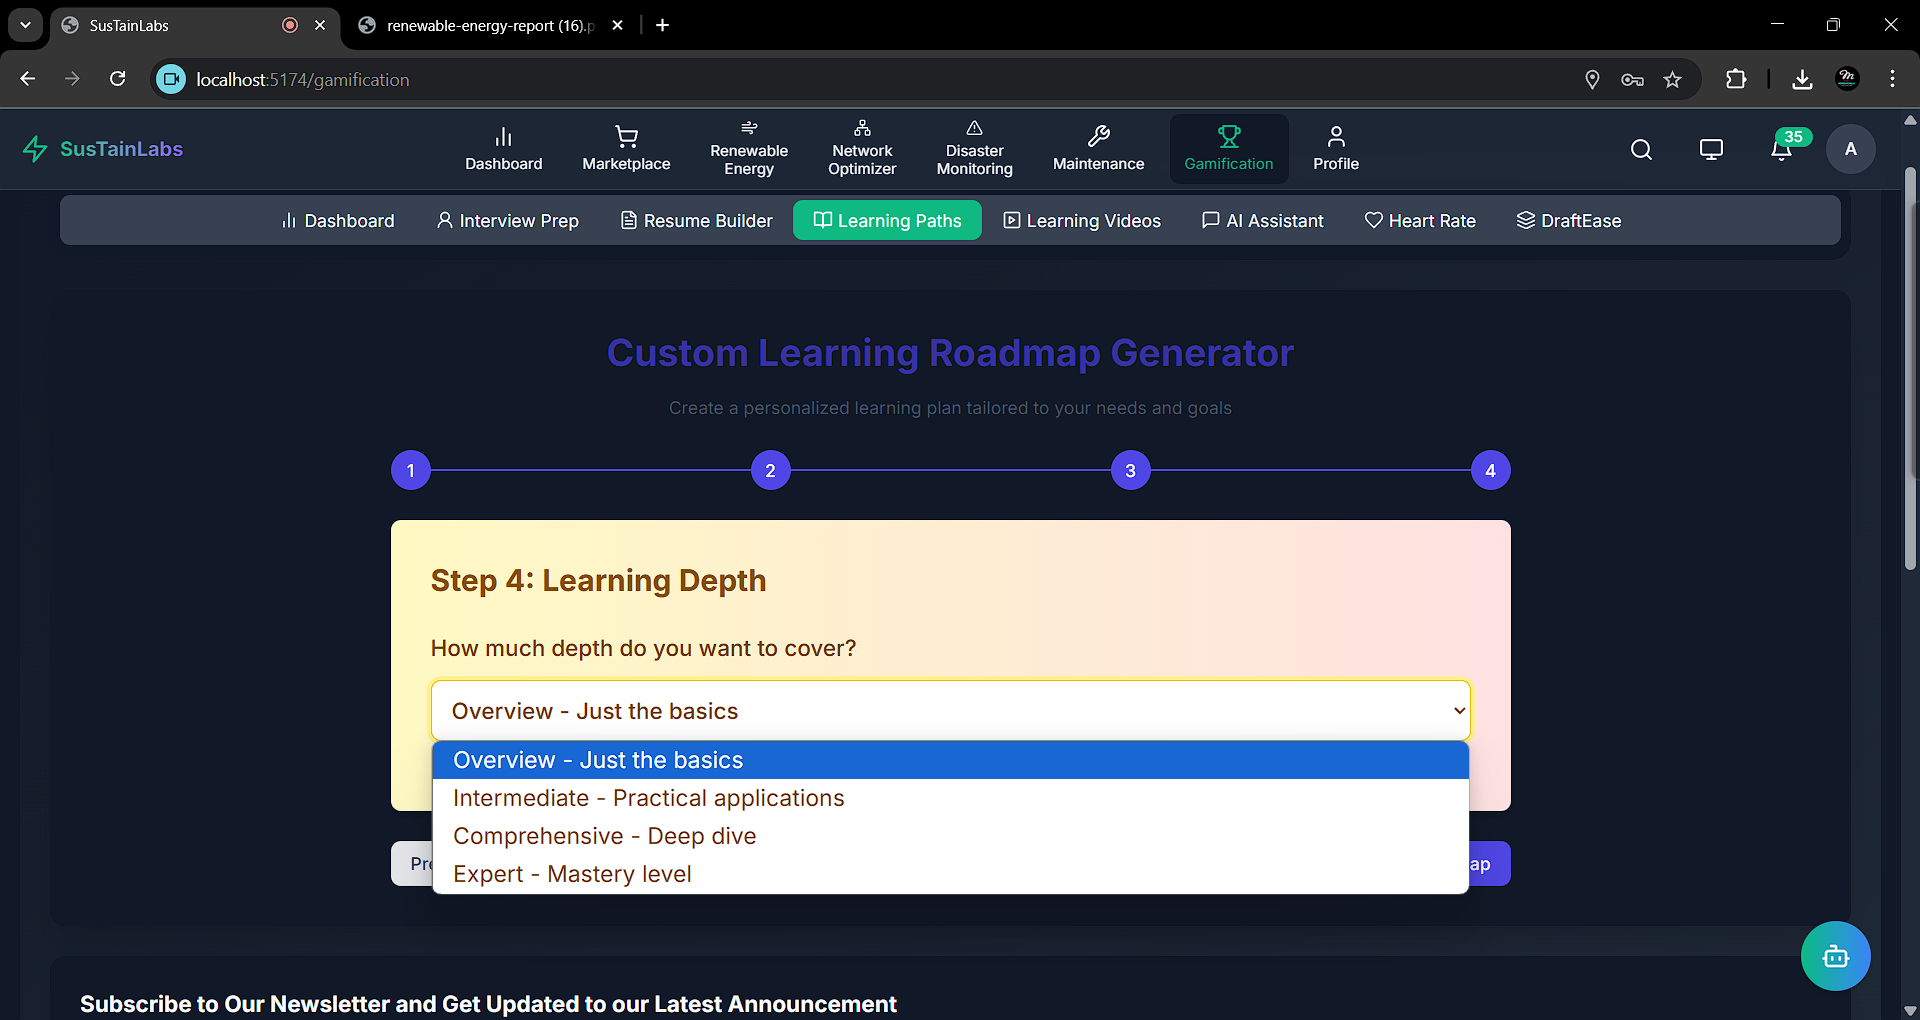 SusTainLabs
renewable-energy-report (16).p
localhost:5174/gamification
SusTainLabs
Dashboard
Marketplace
Renewable
Energy
Network
Optimizer
Disaster
Monitoring
Maintenance
Gamification
Profile
35
A
Dashboard
Interview Prep
Resume Builder
Learning Paths
Learning Videos
AI Assistant
Heart Rate
DraftEase
Custom Learning Roadmap Generator
Create a personalized learning plan tailored to your needs and goals
1
2
3
4
Step 4: Learning Depth
How much depth do you want to cover?
Overview - Just the basics
Overview - Just the basics
Intermediate - Practical applications
Comprehensive - Deep dive
Expert - Mastery level
Pre
ap
Subscribe to Our Newsletter and Get Updated to our Latest Announcement